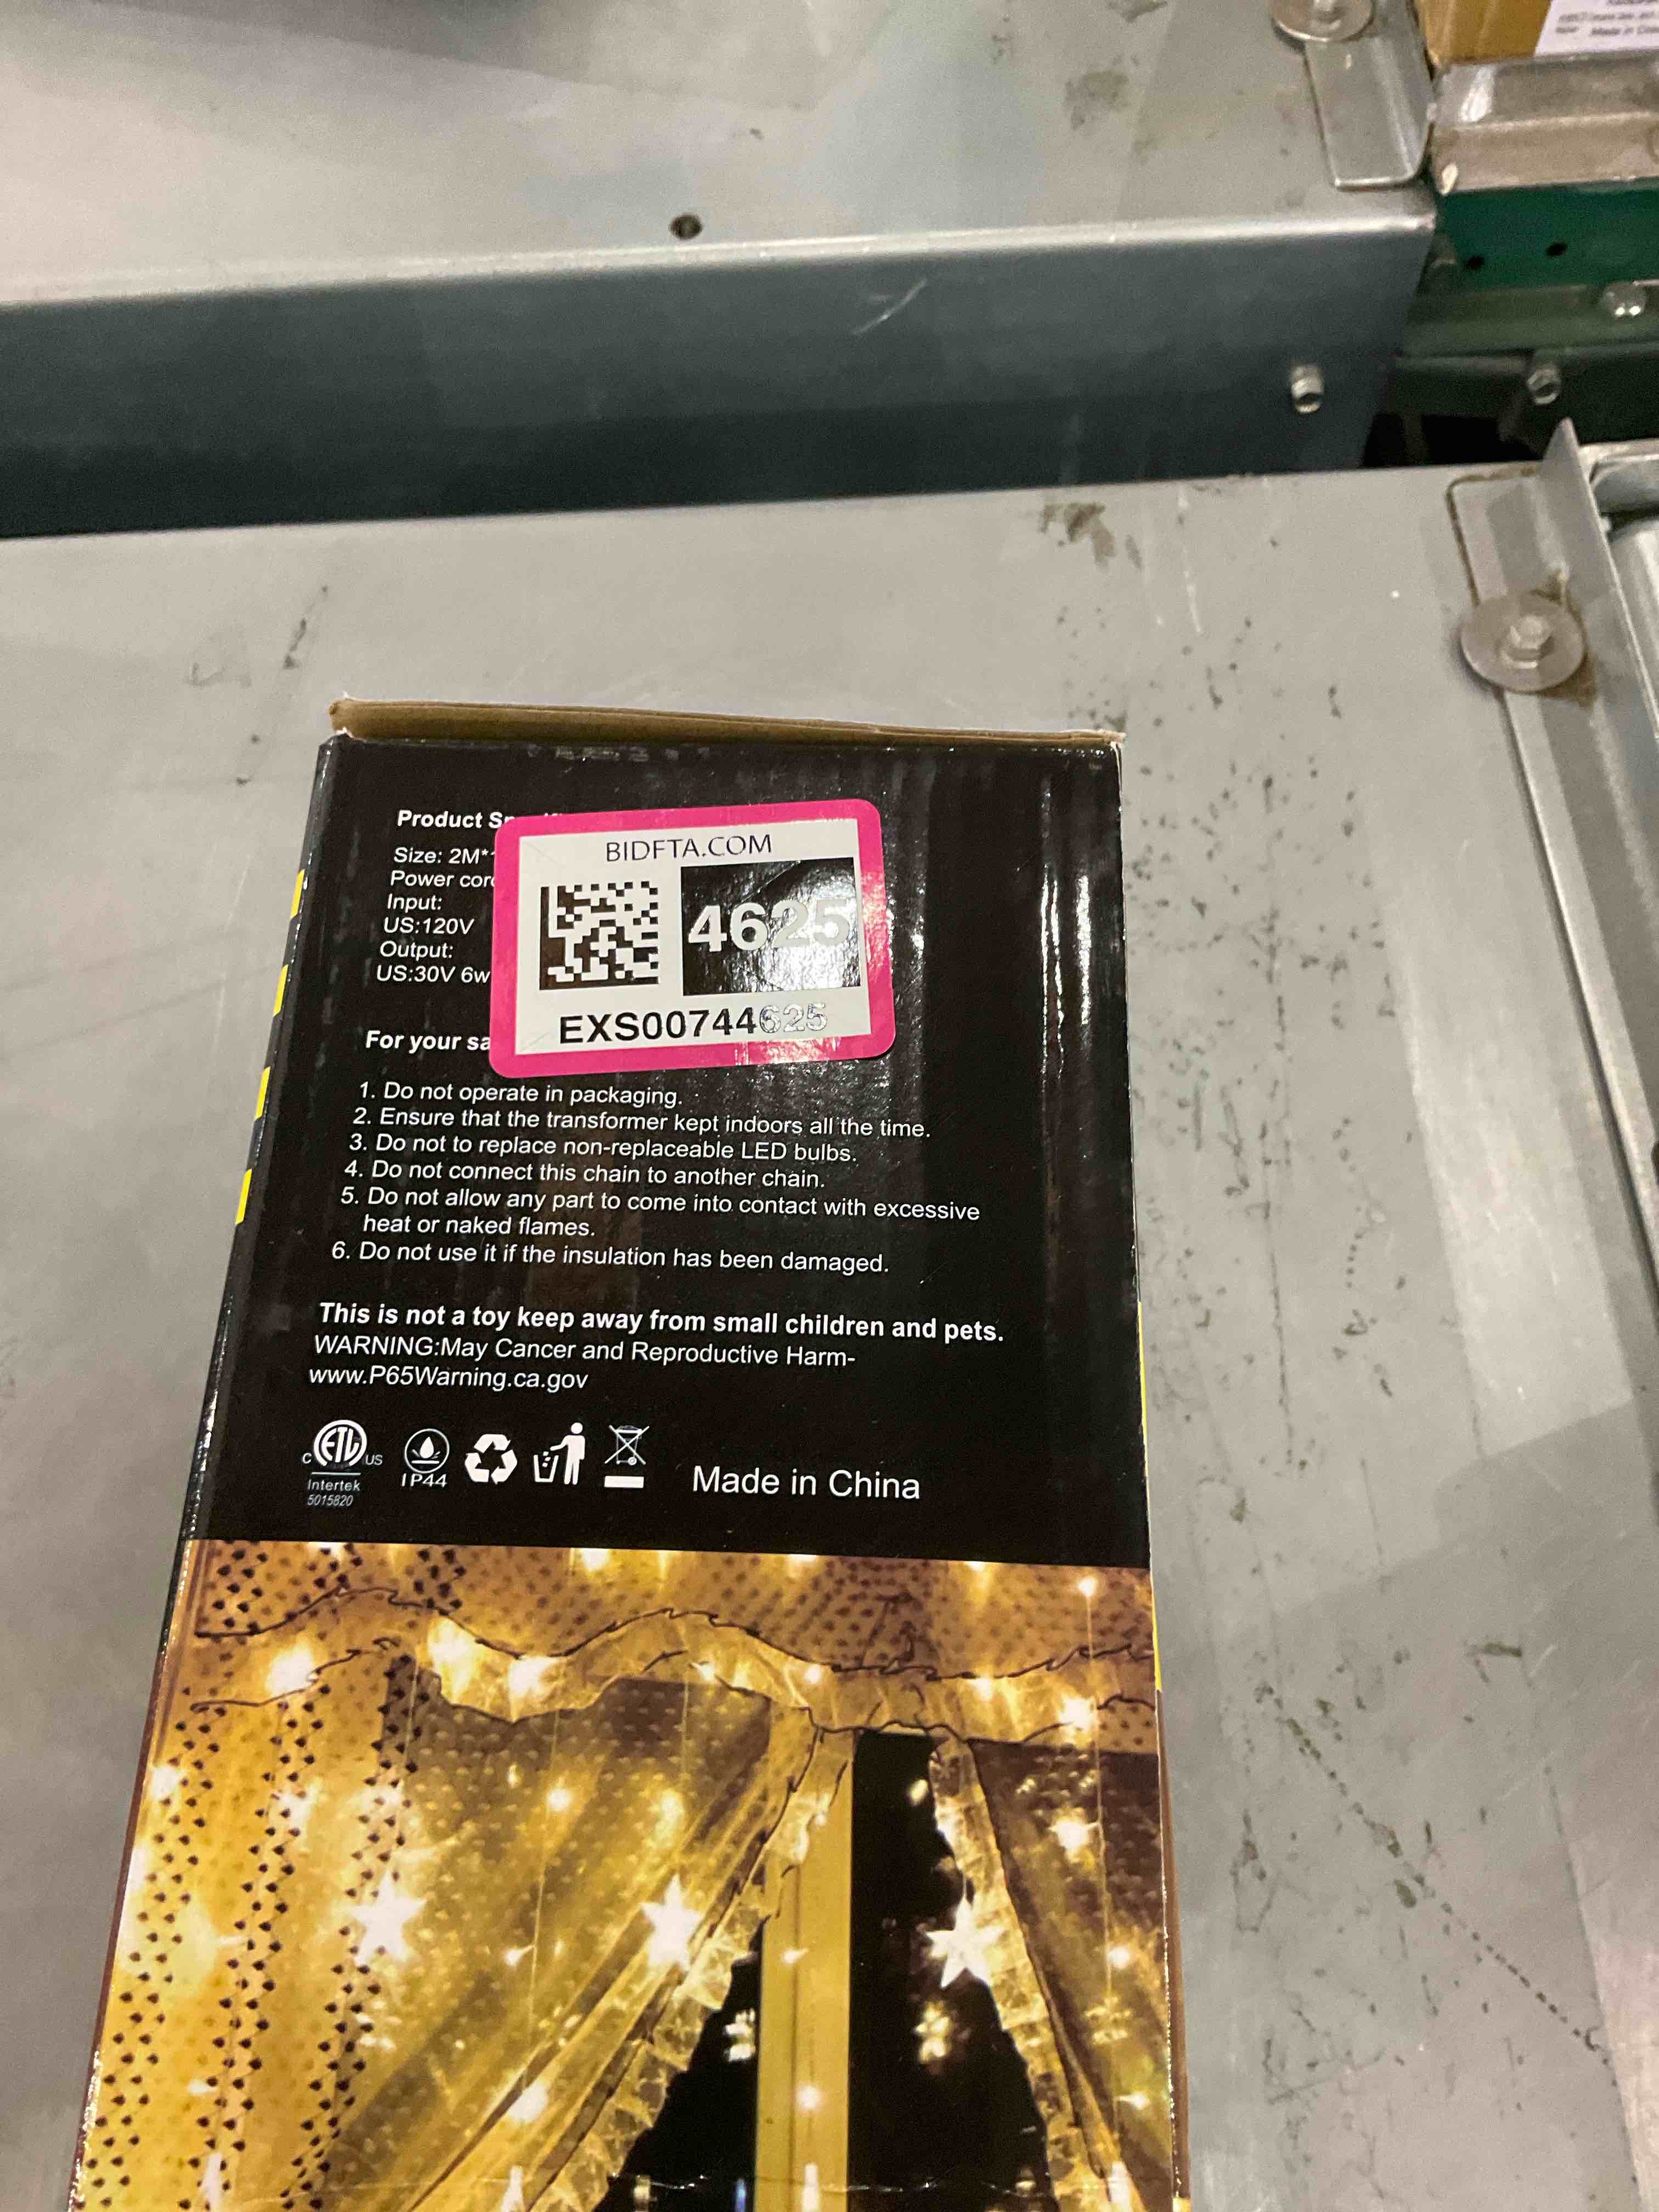 Made in
Product
BIDFTA.COM
Size: 2M*
4625
Power cor
Input:
US:120V
Output:
US:30V 6w
EXS00744625
For your sa
1. Do not operate in packaging.
2. Ensure that the transformer kept indoors all the time.
3. Do not to replace non-replaceable LED bulbs.
4. Do not connect this chain to another chain.
5. Do not allow any part to come into contact with excessive
heat or naked flames.
6. Do not use it if the insulation has been damaged.
This is not a toy keep away from small children and pets.
WARNING:May Cancer and Reproductive Harm-
www.P65Warning.ca.gov
C ETL US
Intertek
5015820
IP44
Made in China